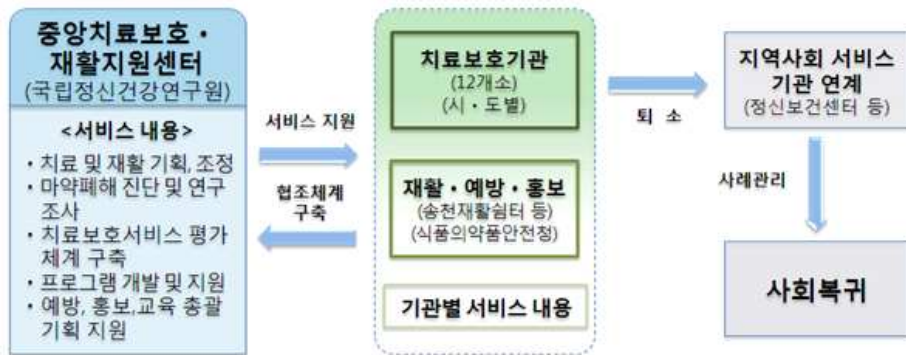 중앙치료보호・
재활지원센터
(국립정신건강연구원)
<서비스 내용>
• 치료 및 재활 기획, 조정
• 마약폐해 진단 및 연구
조사
• 치료보호서비스 평가
체계 구축
• 프로그램 개발 및 지원
• 예방, 홍보,교육 총괄
기획 지원
서비스 지원
협조체계
구축
치료보호기관
(12개소)
(시・도별)
재활・예방・홍보
(송천재활쉼터 등)
(식품의약품안전청)
기관별 서비스 내용
퇴 소
지역사회 서비스
기관 연계
(정신보건센터 등)
사례관리
사회복귀